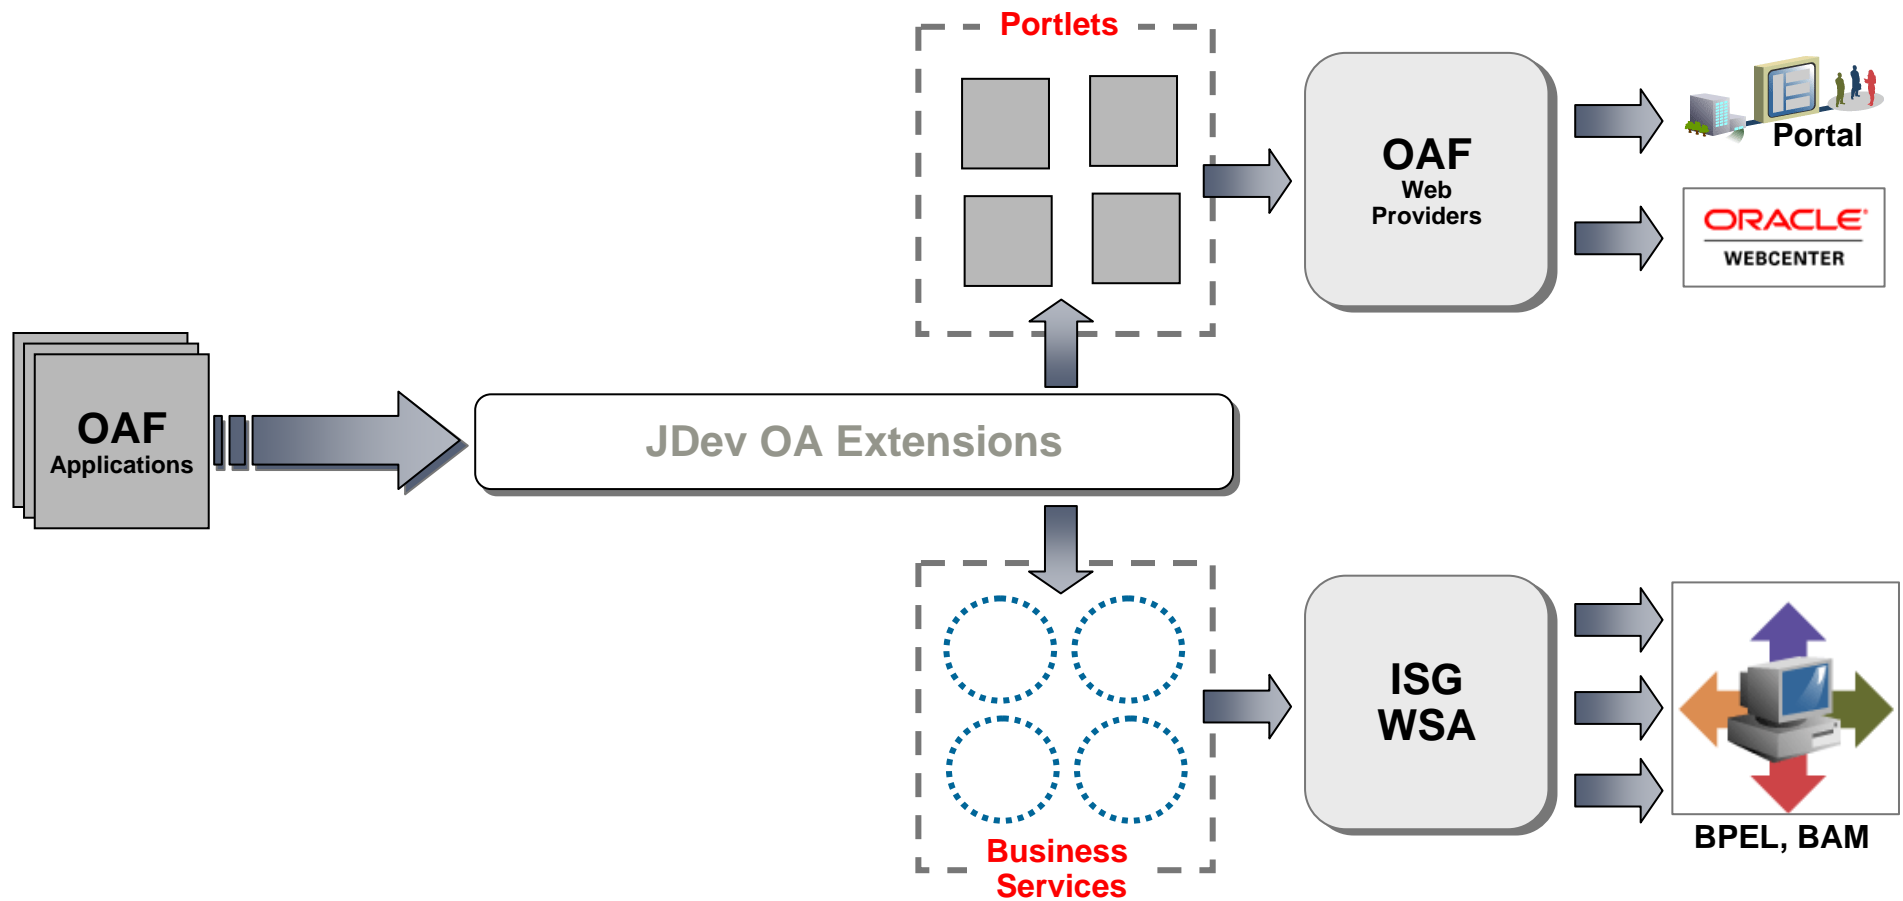 Portlets
OAF
Web
Providers
Portal
ORACLE
WEBCENTER
OAF
Applications
JDev OA Extensions
ISG
WSA
Business
Services
BPEL, BAM